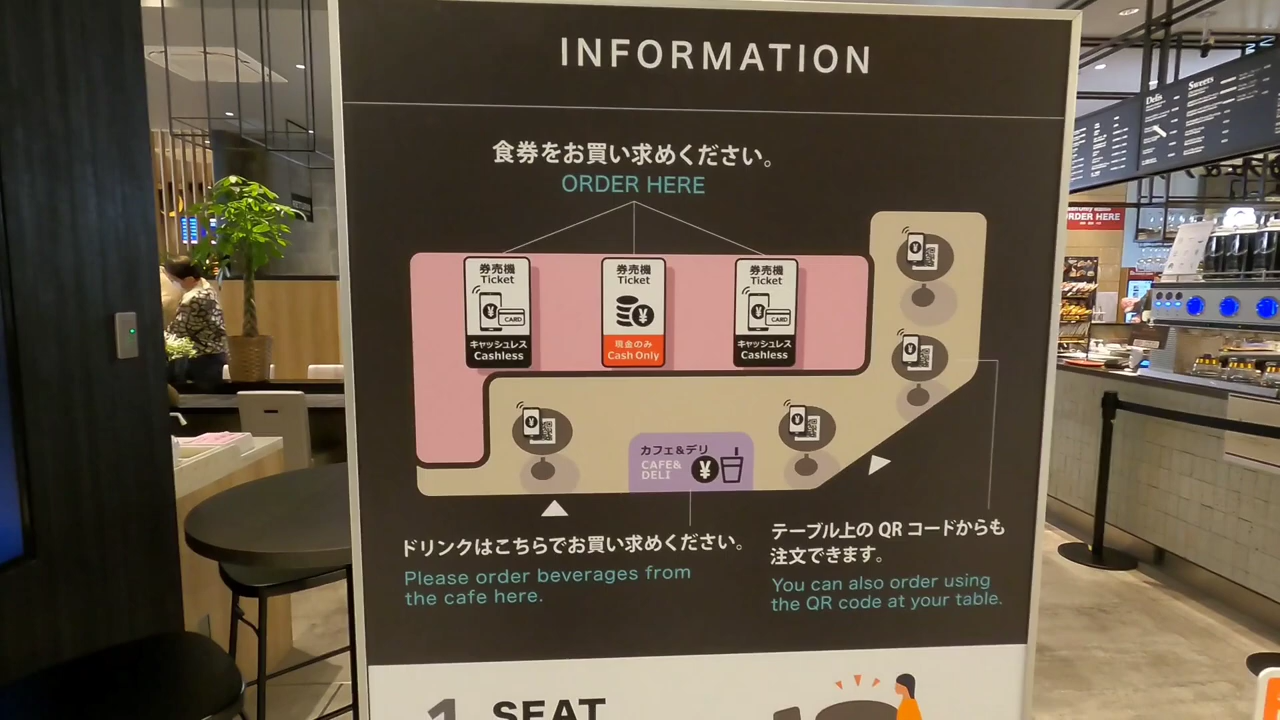 INFORMATION
食券をお買い求めください。
ORDER HERE
券売機
Ticket
CARD
キャッシュレス
Cashless
券売機
Ticket
現金のみ
Cash Only
券売機
Ticket
CARD
キャッシュレス
Cashless
カフェ&デリ
CAFE&
DELI
ドリンクはこちらでお買い求めください。
Please order beverages from
the cafe here.
テーブル上の QR コードからも
注文できます。
You can also order using
the QR code at your table.
1 SEAT
Delis
Sweets
ORDER HERE